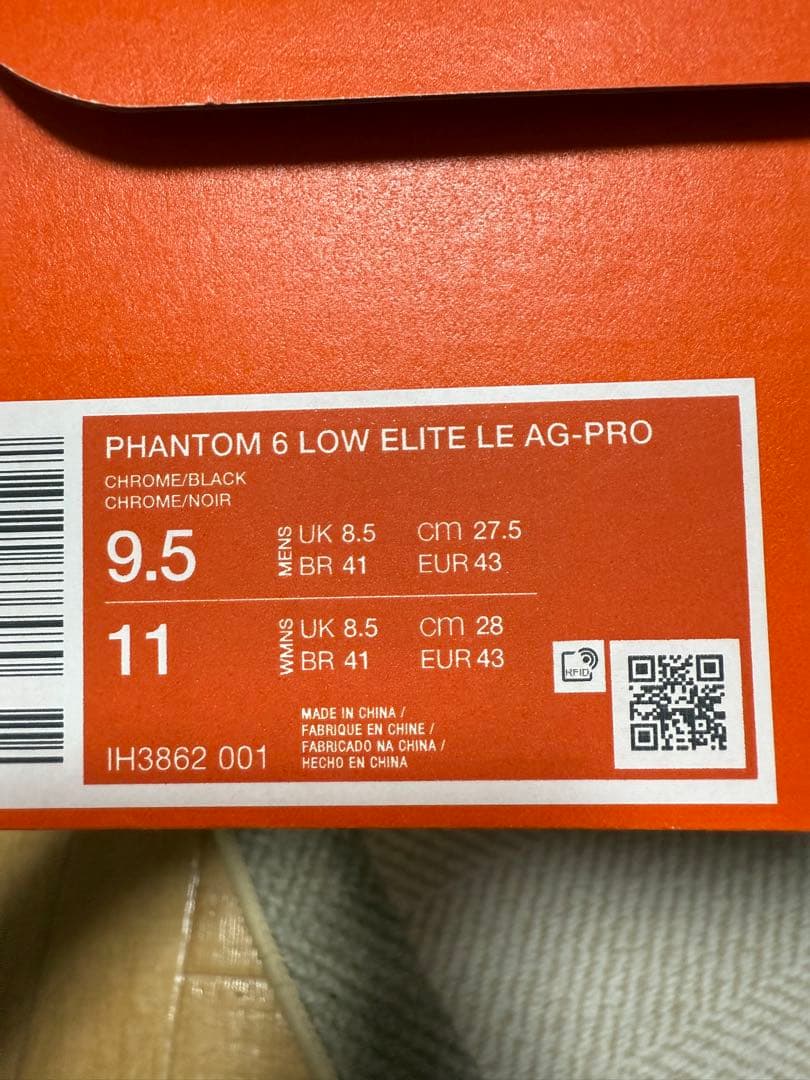 PHANTOM 6 LOW ELITE LE AG-PRO
CHROME/BLACK
CHROME/NOIR
9.5 MENS UK 8.5 cm 27.5
BR 41 EUR 43
11 WMNS UK 8.5 cm 28
BR 41 EUR 43
RFID
MADE IN CHINA /
FABRIQUE EN CHINE /
FABRICADO NA CHINA /
HECHO EN CHINA
IH3862 001